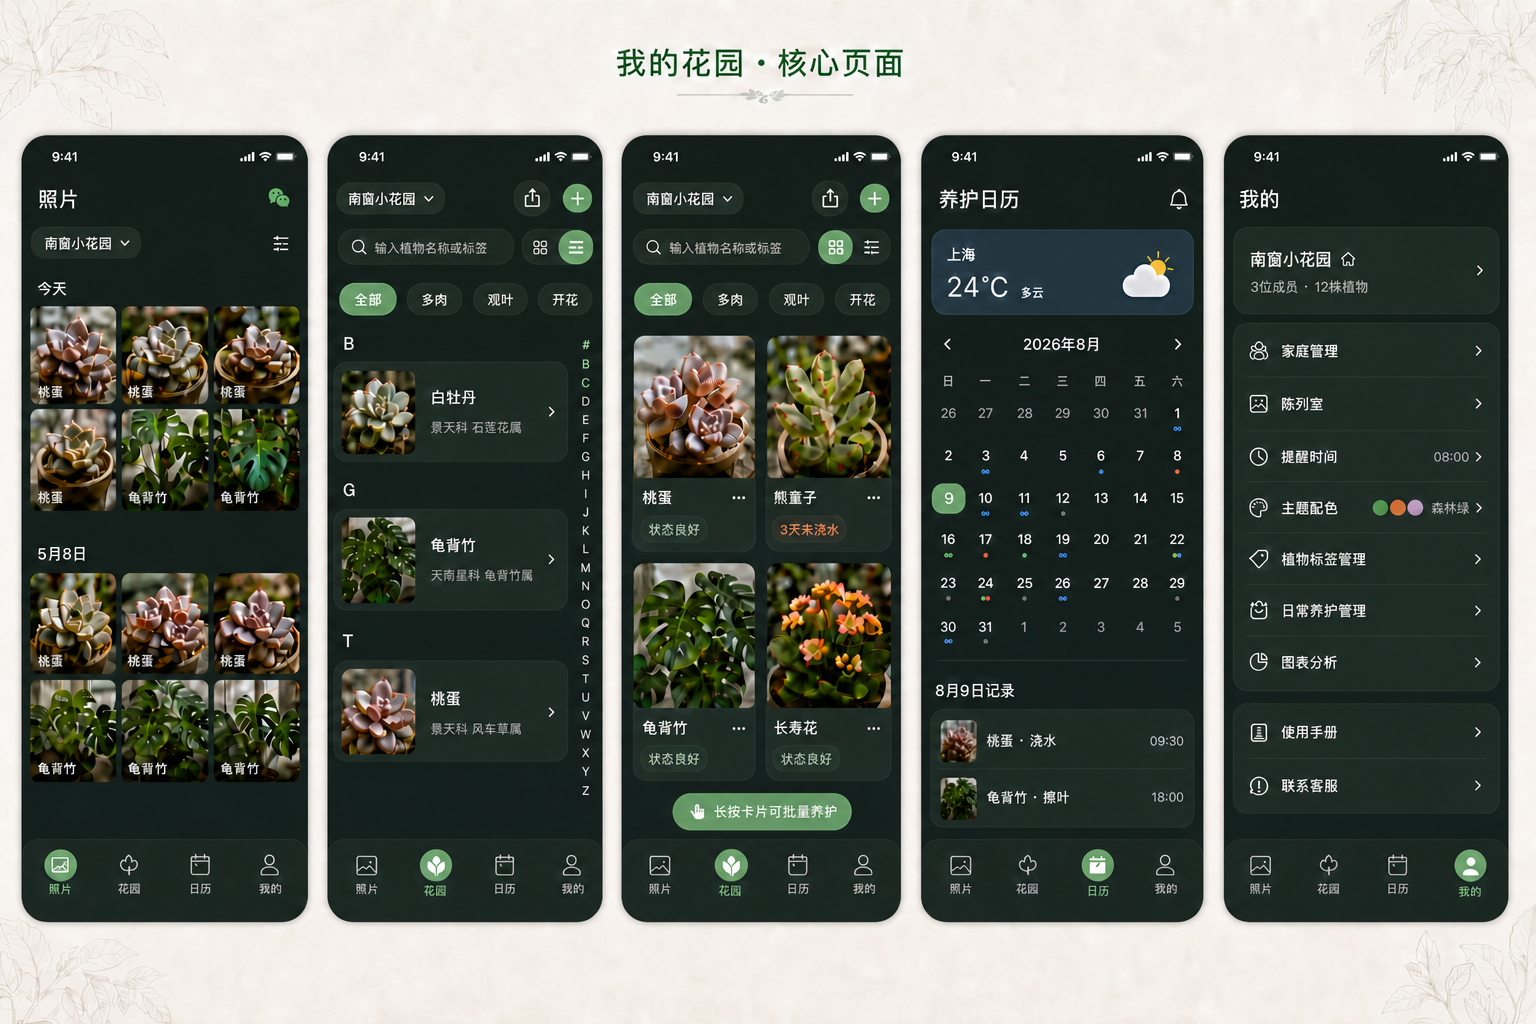 我的花园·核心页面
9:41
照片
南窗小花园
今天
桃蛋
桃蛋
桃蛋
桃蛋
龟背竹
龟背竹
5月8日
桃蛋
桃蛋
桃蛋
龟背竹
龟背竹
龟背竹
照片
花园
日历
我的
9:41
南窗小花园
输入植物名称或标签
全部
多肉
观叶
开花
B
白牡丹
景天科 石莲花属
G
龟背竹
天南星科 龟背竹属
T
桃蛋
景天科 风车草属
#
B
C
D
E
F
G
H
I
J
K
L
M
N
O
Q
R
S
T
U
V
W
X
Y
Z
照片
花园
日历
我的
9:41
南窗小花园
输入植物名称或标签
全部
多肉
观叶
开花
桃蛋
状态良好
熊童子
3天未浇水
龟背竹
状态良好
长寿花
状态良好
长按卡片可批量养护
照片
花园
日历
我的
9:41
养护日历
上海
24°C 多云
2026年8月
日 一 二 三 四 五 六
26 27 28 29 30 31 1
2 3 4 5 6 7 8
9 10 11 12 13 14 15
16 17 18 19 20 21 22
23 24 25 26 27 28 29
30 31 1 2 3 4 5
8月9日记录
桃蛋·浇水 09:30
龟背竹·擦叶 18:00
照片
花园
日历
我的
9:41
我的
南窗小花园
3位成员 · 12株植物
家庭管理
陈列室
提醒时间 08:00
主题配色 森林绿
植物标签管理
日常养护管理
图表分析
使用手册
联系客服
照片
花园
日历
我的